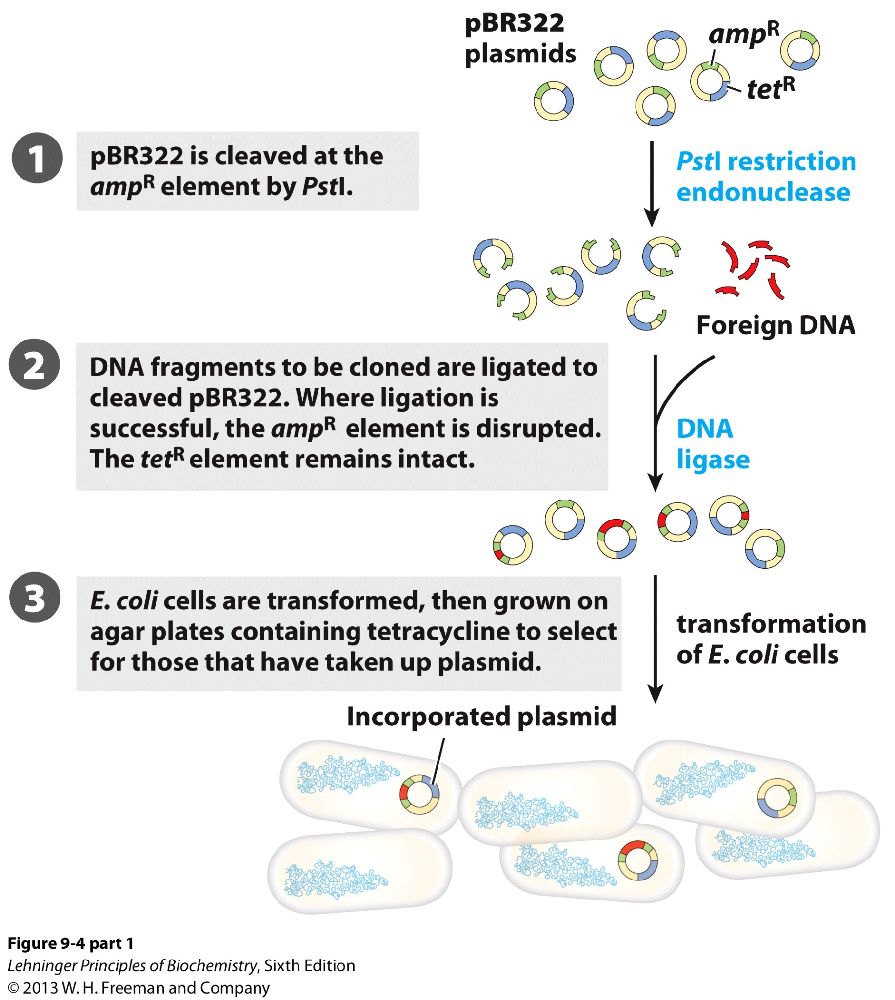 pBR322
plasmids
ampR
tetR
1
pBR322 is cleaved at the
ampR element by PstI.
PstI restriction
endonuclease
Foreign DNA
2
DNA fragments to be cloned are ligated to
cleaved pBR322. Where ligation is
successful, the ampR element is disrupted.
The tetR element remains intact.
DNA
ligase
3
E. coli cells are transformed, then grown on
agar plates containing tetracycline to select
for those that have taken up plasmid.
transformation
of E. coli cells
Incorporated plasmid
Figure 9-4 part 1
Lehninger Principles of Biochemistry, Sixth Edition
© 2013 W. H. Freeman and Company